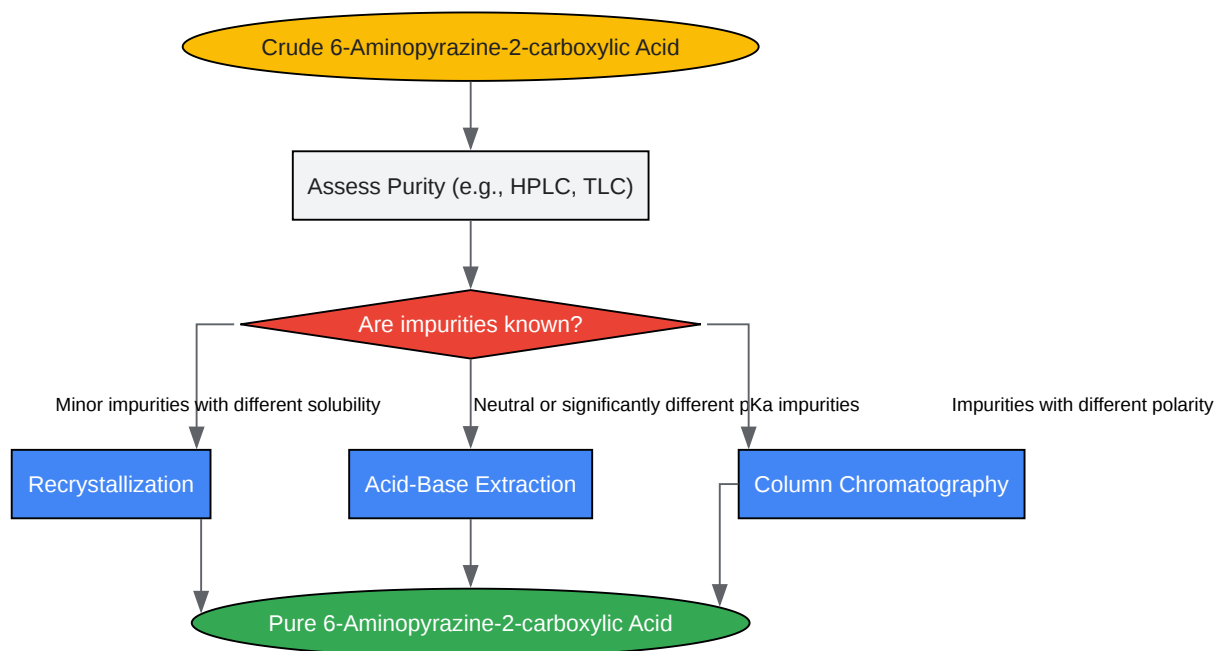 Crude 6-Aminopyrazine-2-carboxylic Acid
Assess Purity (e.g., HPLC, TLC)
Are impurities known?
Minor impurities with different solubility
Neutral or significantly different pKa impurities
Impurities with different polarity
Recrystallization
Acid-Base Extraction
Column Chromatography
Pure 6-Aminopyrazine-2-carboxylic Acid